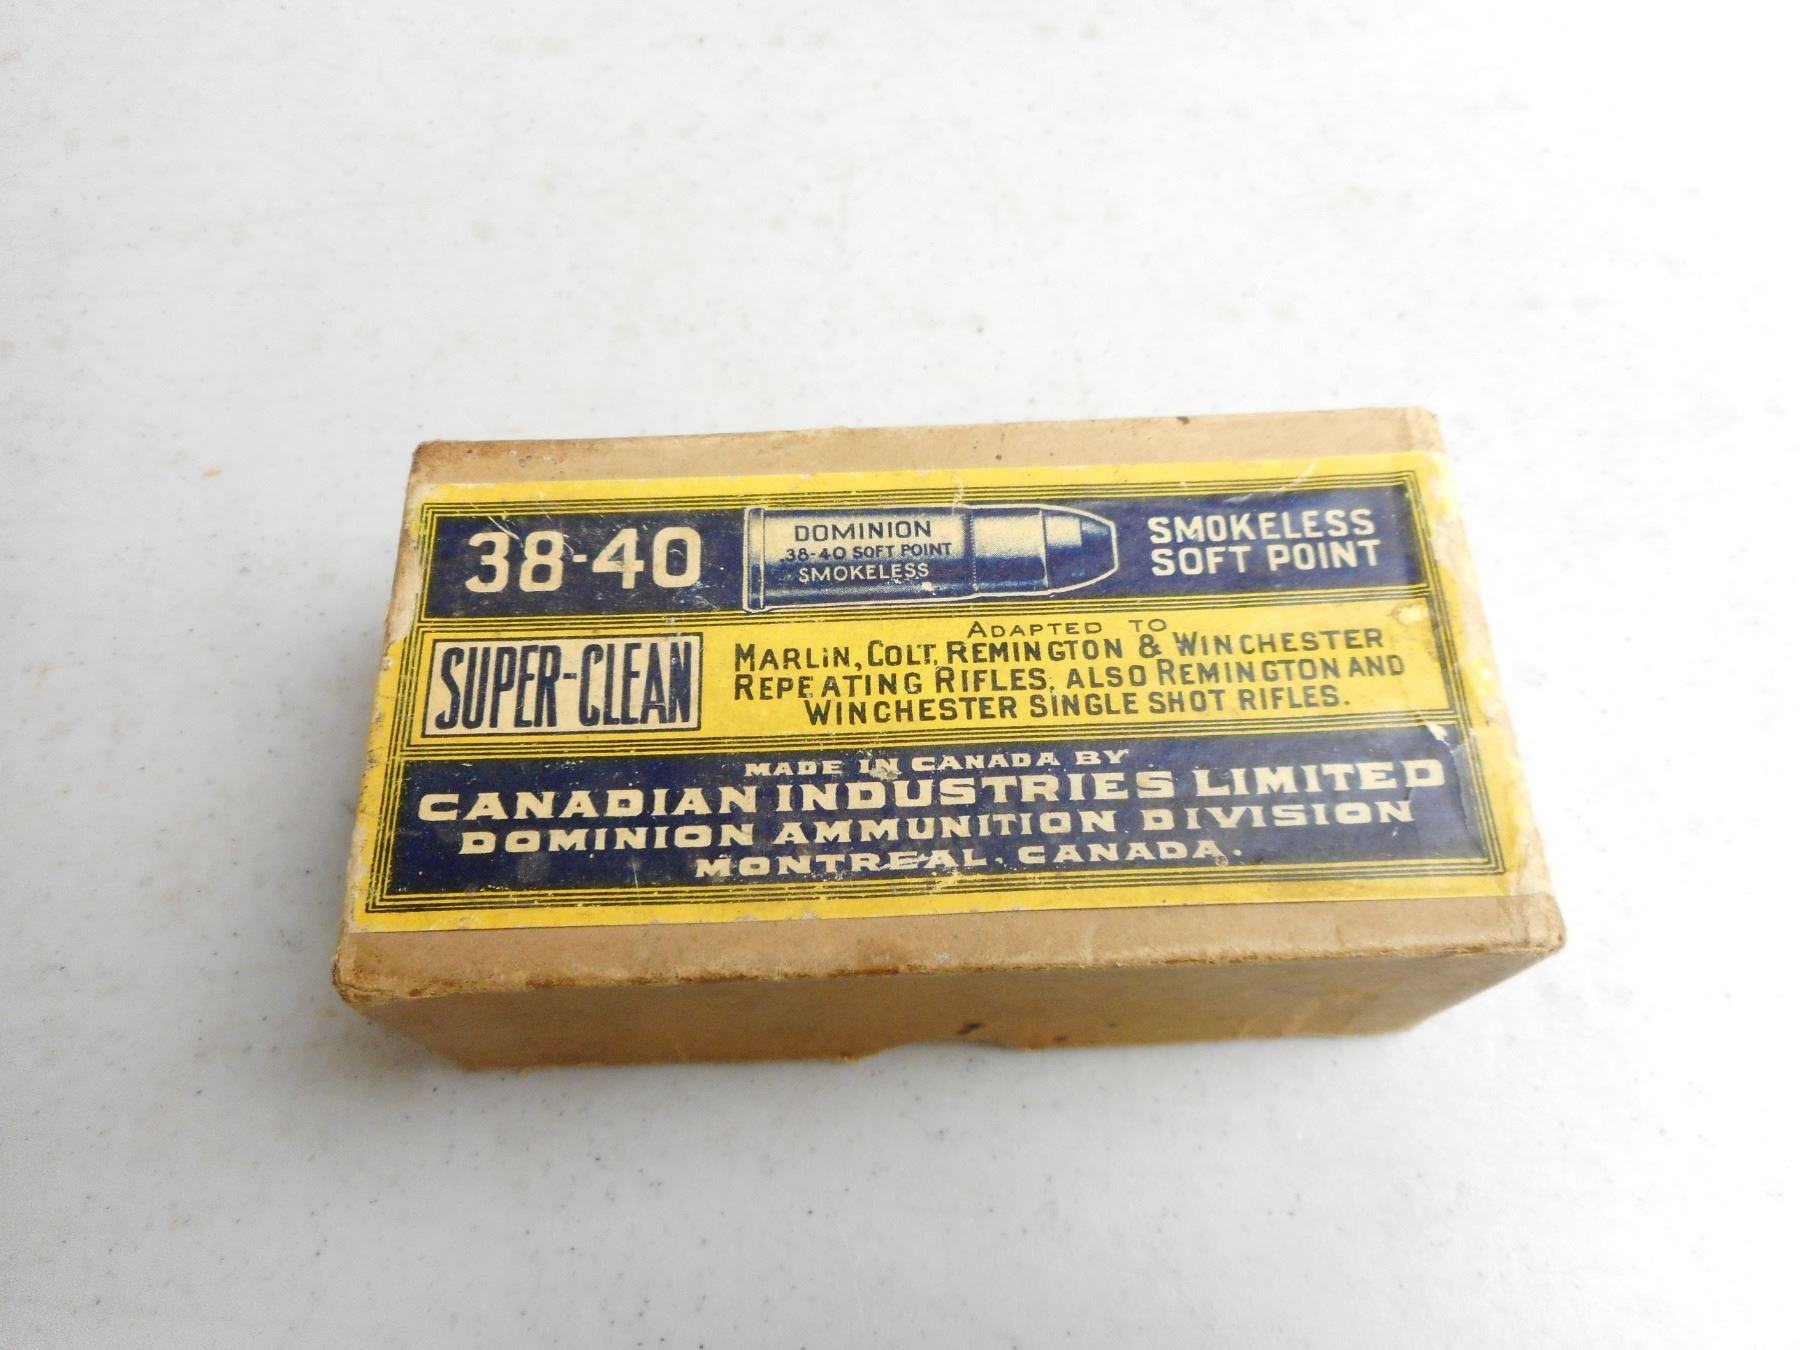 38-40
DOMINION
.38-40 SOFT POINT
SMOKELESS
SMOKELESS
SOFT POINT
SUPER-CLEAN
ADAPTED TO
MARLIN, COLT, REMINGTON & WINCHESTER
REPEATING RIFLES, ALSO REMINGTON AND
WINCHESTER SINGLE SHOT RIFLES.
MADE IN CANADA BY
CANADIAN INDUSTRIES LIMITED
DOMINION AMMUNITION DIVISION
MONTREAL, CANADA.